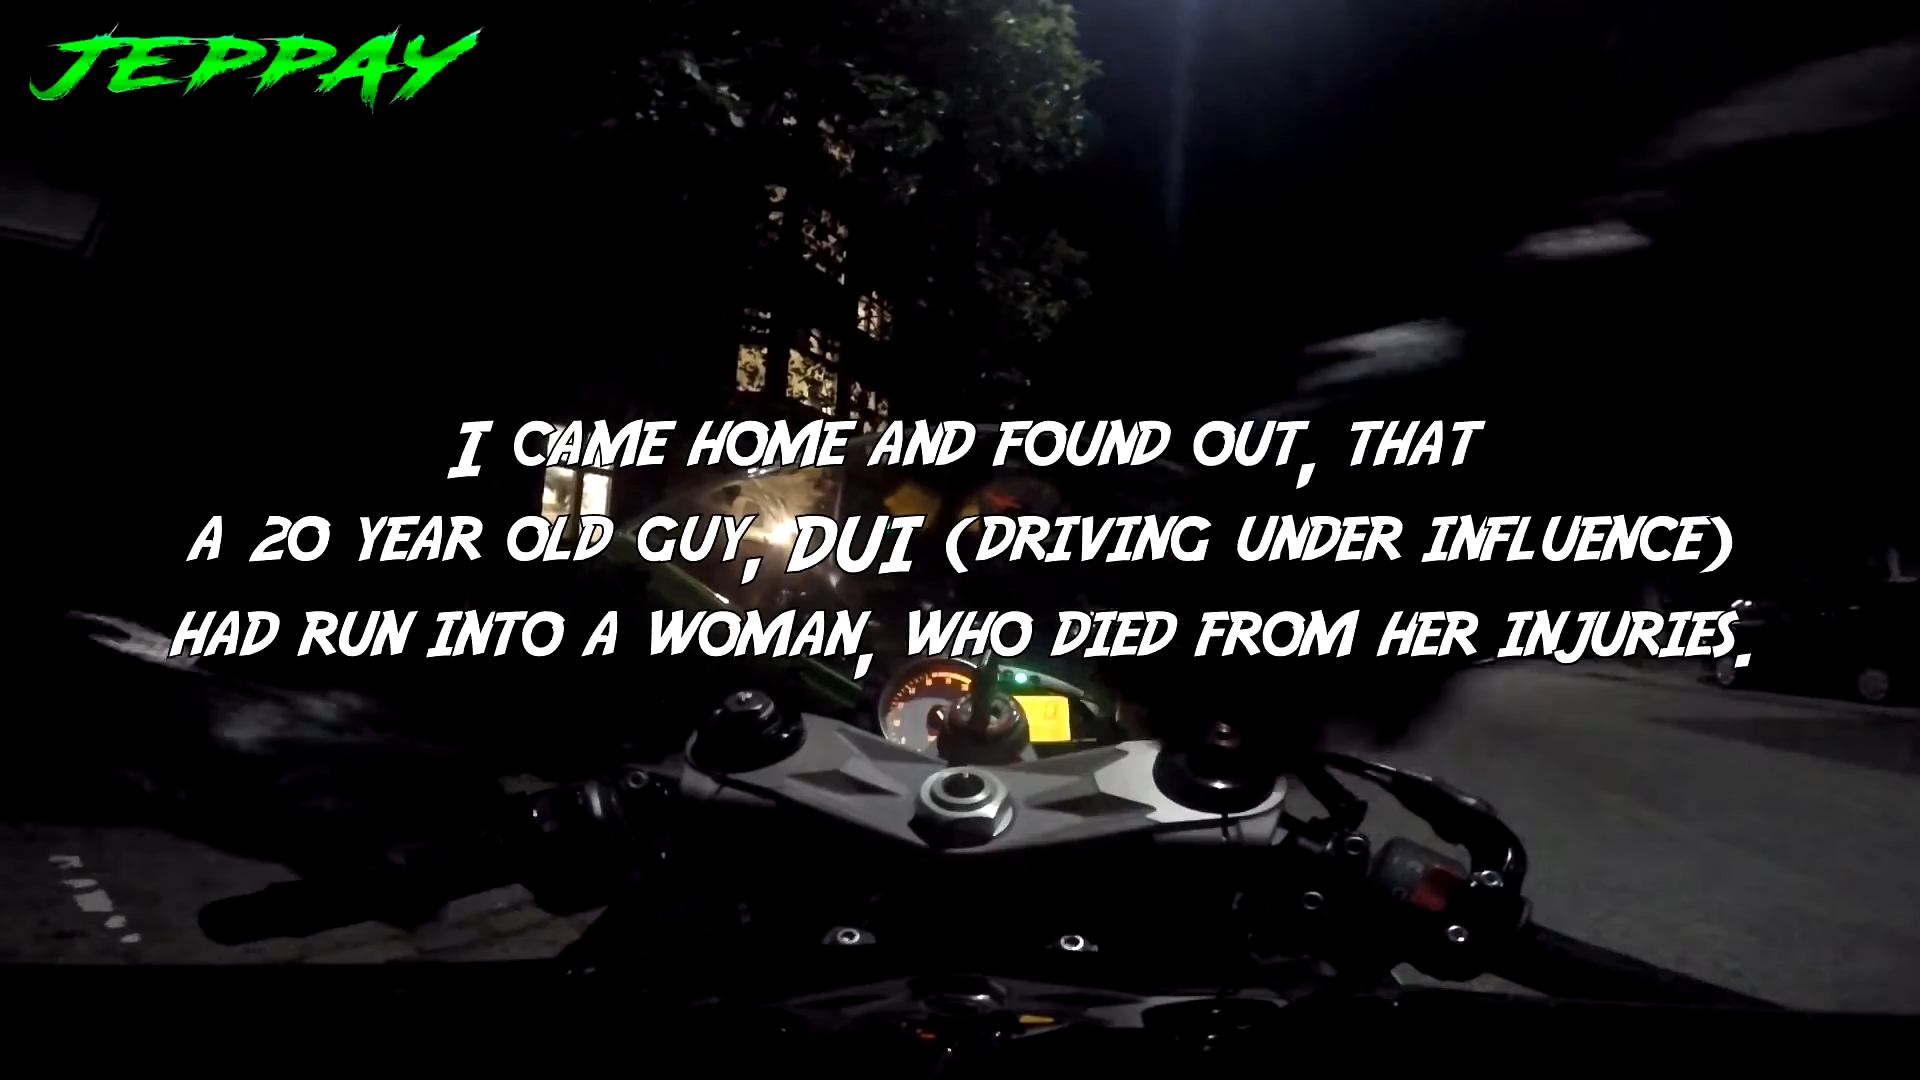 JEPPAY
I CAME HOME AND FOUND OUT, THAT
A 20 YEAR OLD GUY, DUI (DRIVING UNDER INFLUENCE)
HAD RUN INTO A WOMAN, WHO DIED FROM HER INJURIES.